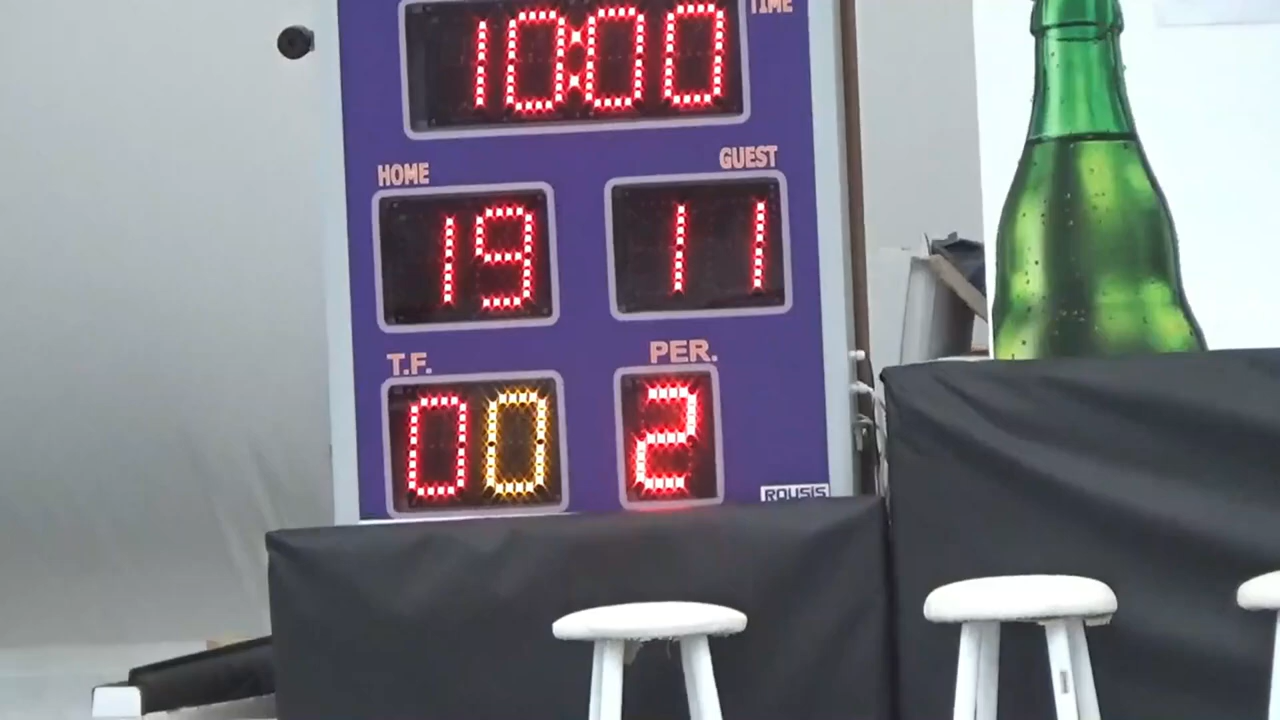 TIME
10:00
HOME
GUEST
19
11
T.F.
PER.
00
2
ROUSIS